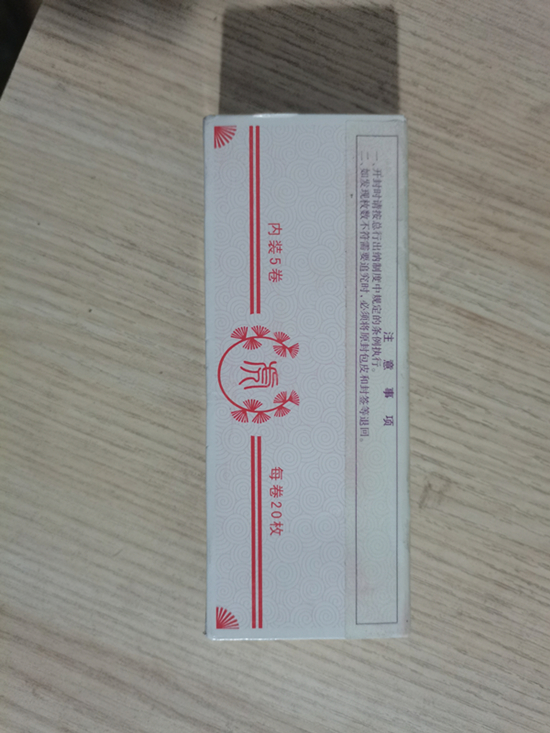 注意事项
一、开封时请按总行出纳制度中规定的条例执行。
二、如发现枚数不符需要追究时，必须将原封包皮和封签等退回。
内装5卷
每卷20枚